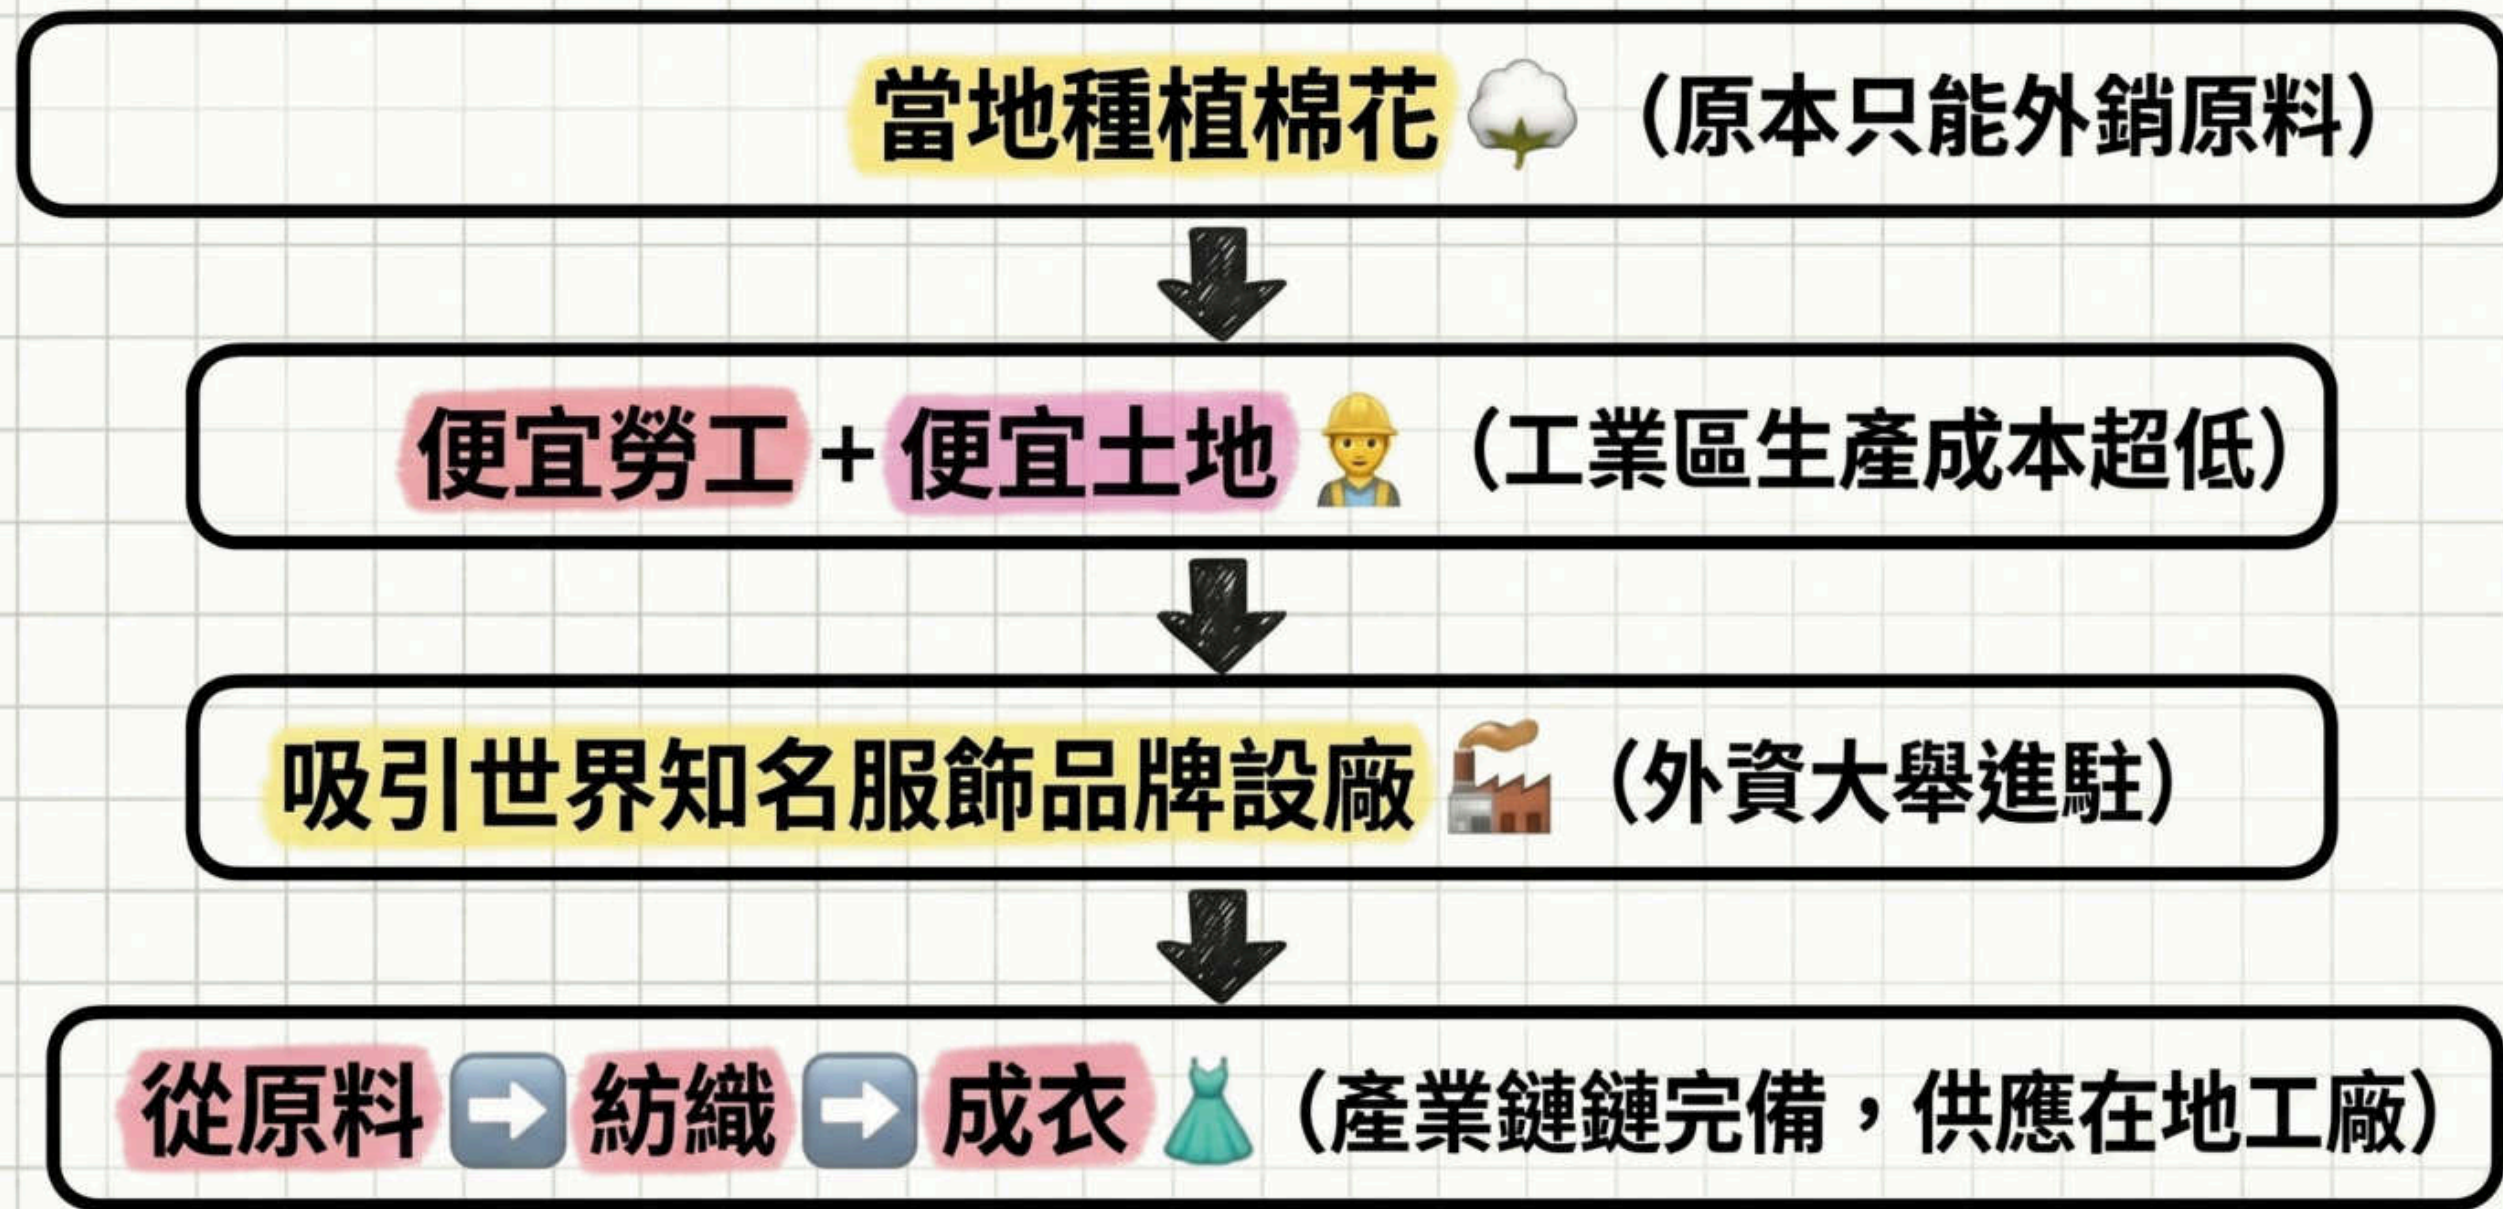 當地種植棉花（原本只能外銷原料）
便宜勞工+便宜土地（工業區生產成本超低）
吸引世界知名服飾品牌設廠（外資大舉進駐）
從原料➡️紡織➡️成衣👗（產業鏈鏈完備，供應在地工廠）